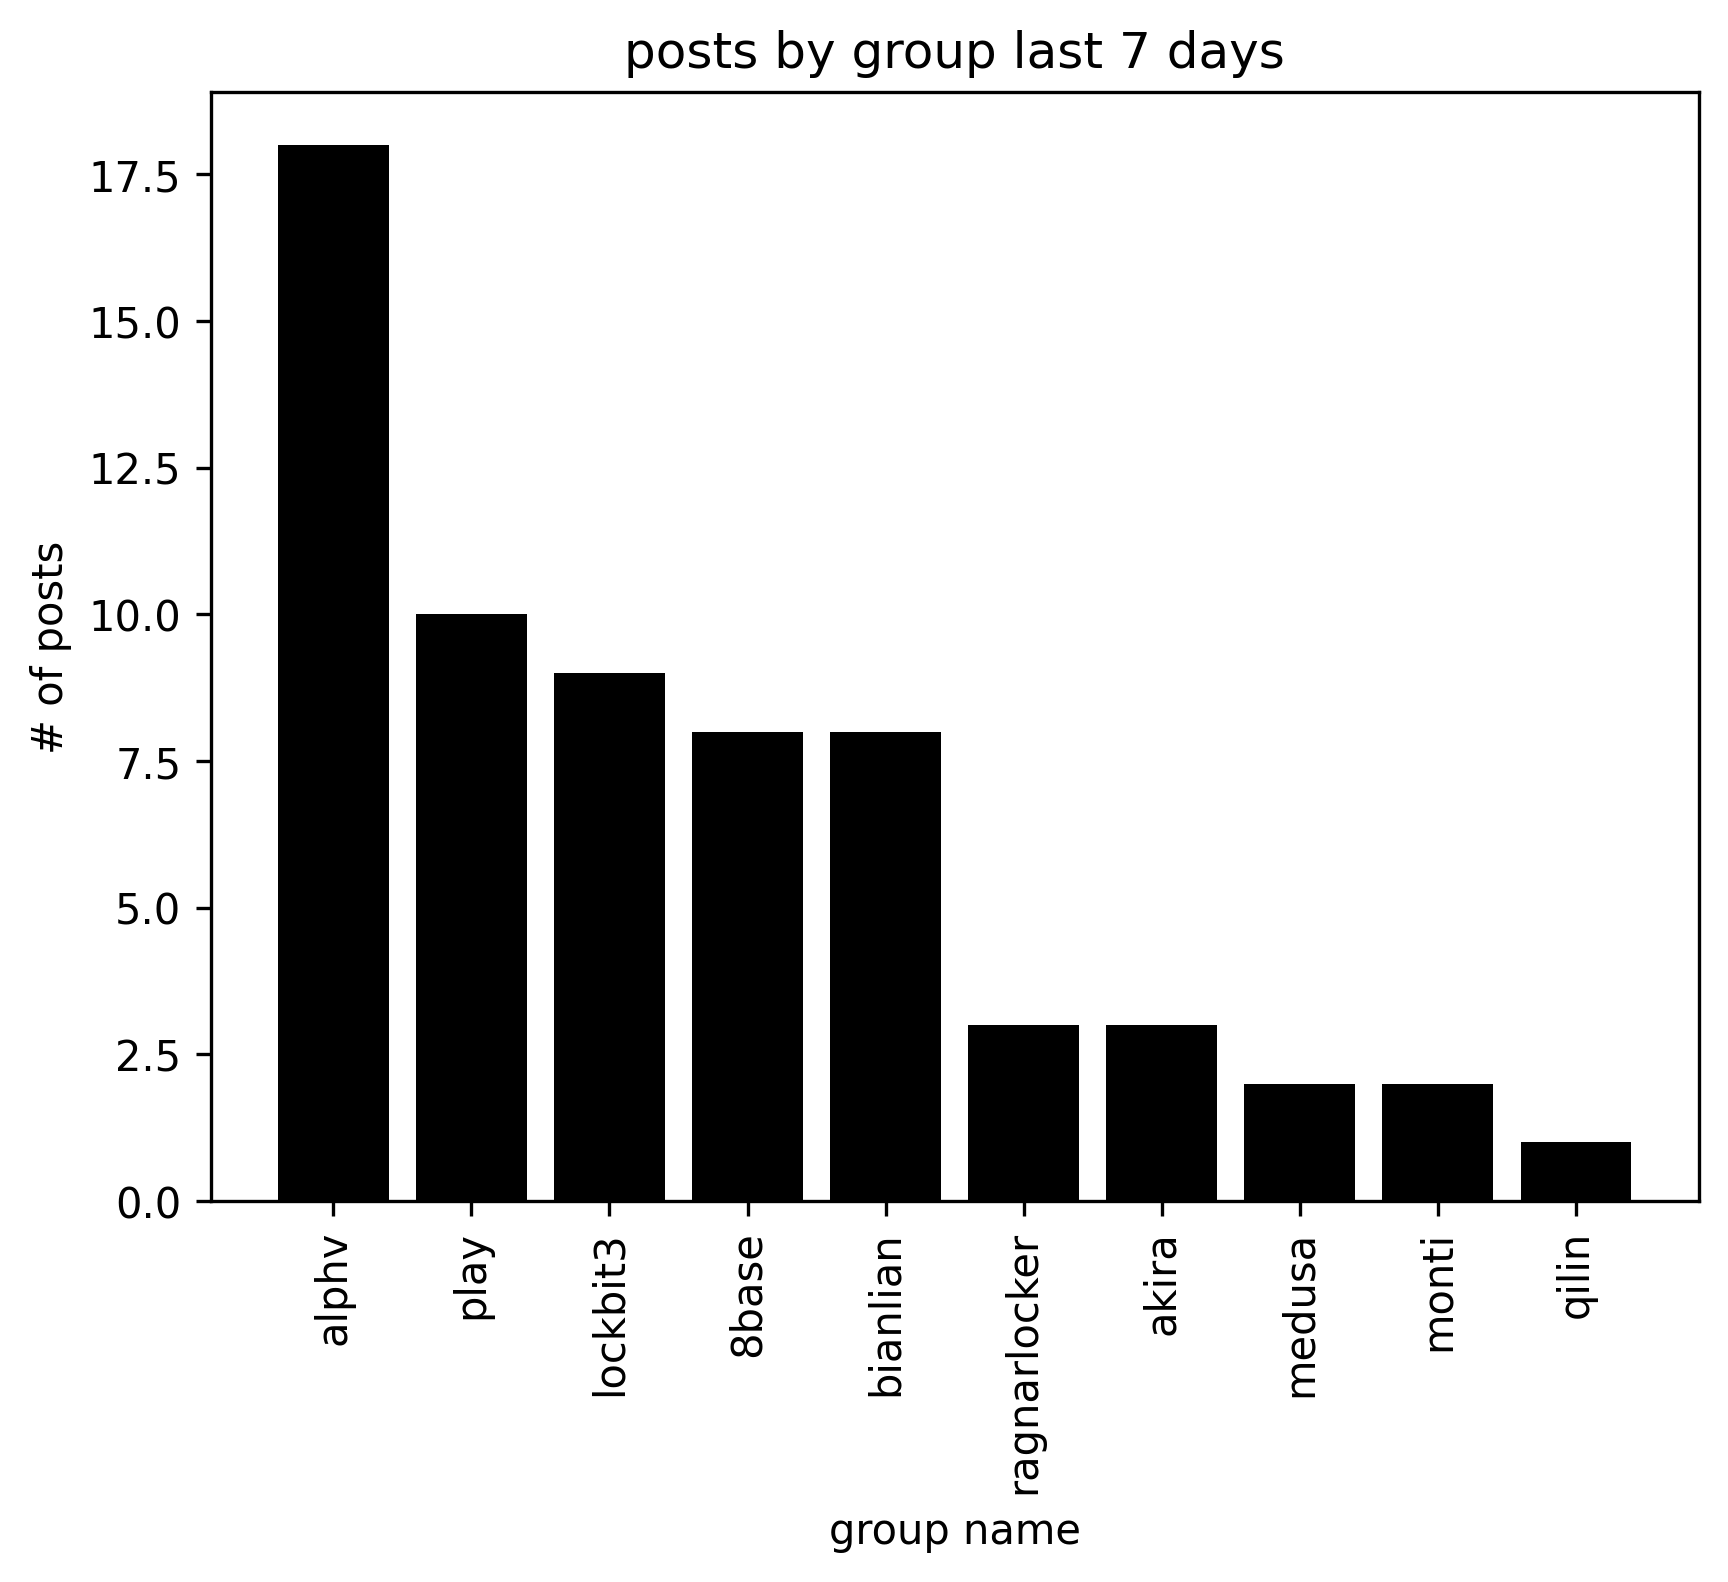 posts by group last 7 days
# of posts
17.5
15.0
12.5
10.0
7.5
5.0
2.5
0.0
alphv
play
lockbit3
8base
bianlian
ragnarlocker
akira
medusa
monti
qilin
group name